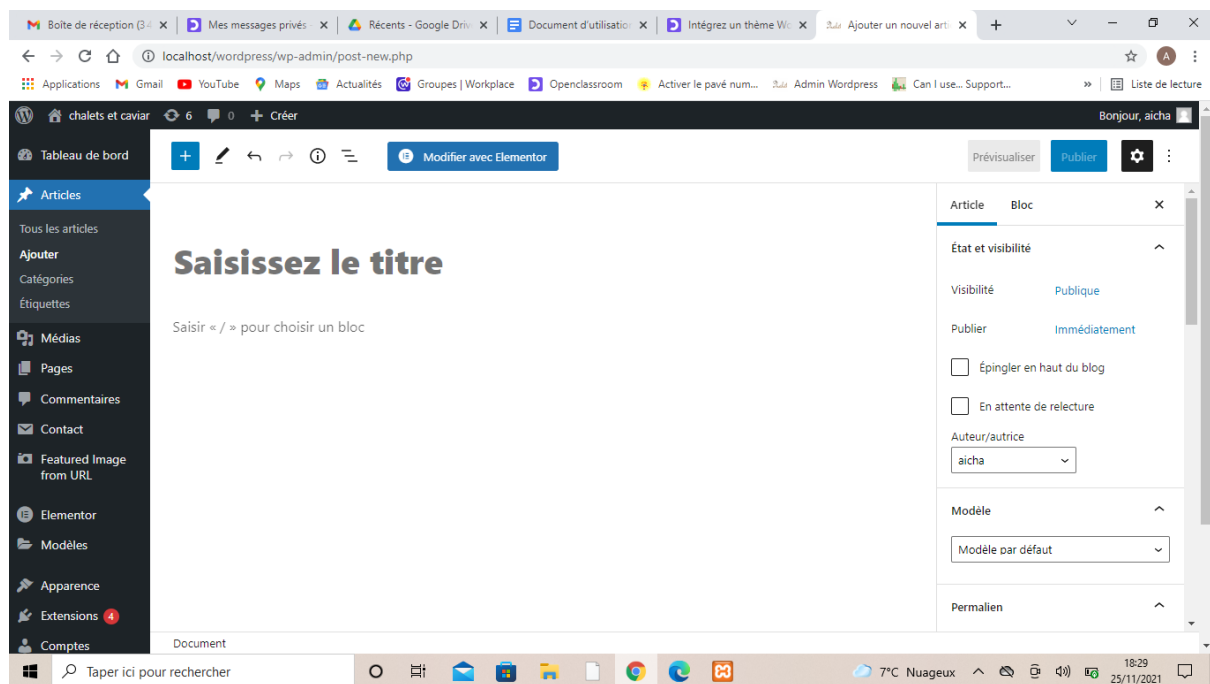 Boîte de réception (34
Mes messages privés
Récents - Google Driv
Document d'utilisation
Intégrez un thème Wo
Ajouter un nouvel arti
localhost/wordpress/wp-admin/post-new.php
A
Applications
Gmail
YouTube
Maps
Actualités
Groupes | Workplace
Openclassroom
Activer le pavé num...
Admin Wordpress
Can I use... Support...
»
Liste de lecture
chalets et caviar
6
0
Créer
Bonjour, aicha
Tableau de bord
Articles
Tous les articles
Ajouter
Catégories
Étiquettes
Médias
Pages
Commentaires
Contact
Featured Image
from URL
Elementor
Modèles
Apparence
Extensions 4
Comptes
Modifier avec Elementor
Prévisualiser
Publier
Saisissez le titre
Saisir « / » pour choisir un bloc
Document
Article
Bloc
État et visibilité
Visibilité
Publique
Publier
Immédiatement
Épingler en haut du blog
En attente de relecture
Auteur/autrice
aicha
Modèle
Modèle par défaut
Permalien
Taper ici pour rechercher
7°C Nuageux
18:29
25/11/2021